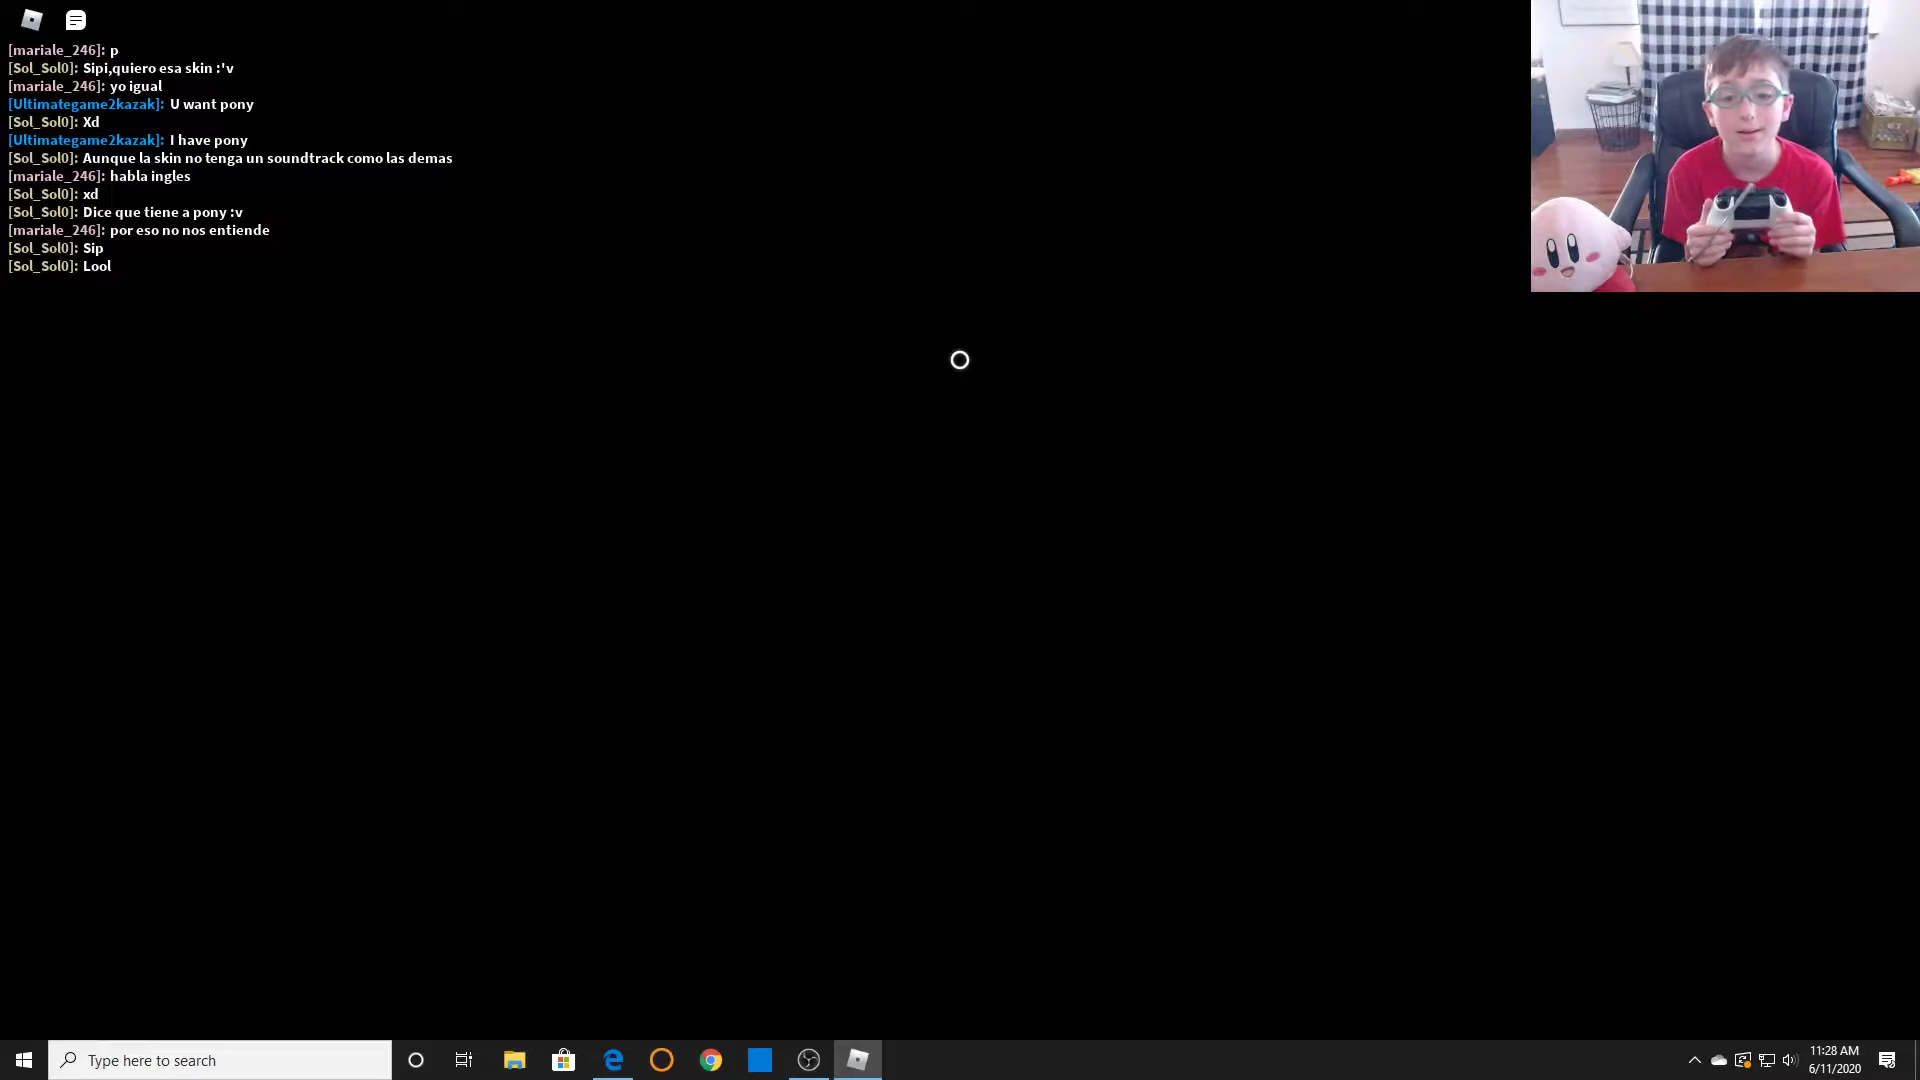 [mariale_246]: p
[Sol_Sol0]: Sipi,quiero esa skin :'v
[mariale_246]: yo igual
[Ultimategame2kazak]: U want pony
[Sol_Sol0]: Xd
[Ultimategame2kazak]: I have pony
[Sol_Sol0]: Aunque la skin no tenga un soundtrack como las demas
[mariale_246]: habla ingles
[Sol_Sol0]: xd
[Sol_Sol0]: Dice que tiene a pony :v
[mariale_246]: por eso no nos entiende
[Sol_Sol0]: Sip
[Sol_Sol0]: Lool
Type here to search
11:28 AM
6/11/2020